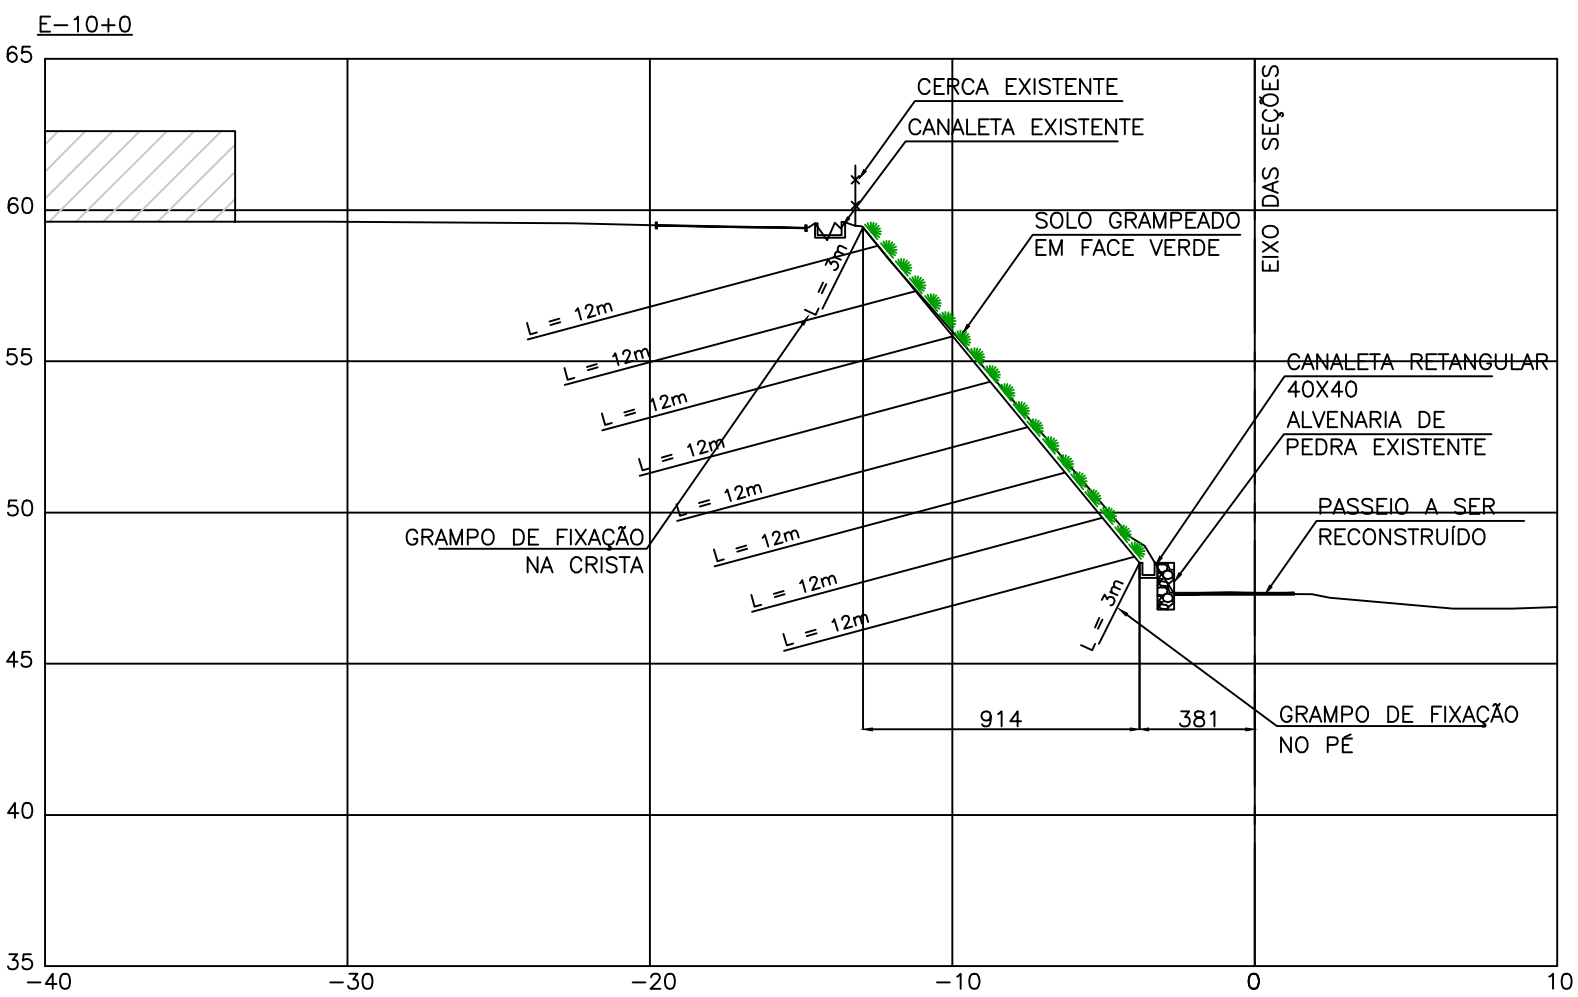 E-10+0
65
CERCA EXISTENTE
CANALETA EXISTENTE
EIXO DAS SEÇÕES
60
SOLO GRAMPEADO
EM FACE VERDE
L = 3m
L = 12m
L = 12m
L = 12m
L = 12m
L = 12m
L = 12m
L = 12m
L = 12m
55
CANALETA RETANGULAR
40X40
ALVENARIA DE
PEDRA EXISTENTE
50
PASSEIO A SER
RECONSTRUÍDO
GRAMPO DE FIXAÇÃO
NA CRISTA
L = 3m
45
914
381
GRAMPO DE FIXAÇÃO
NO PÉ
40
35
-40
-30
-20
-10
0
10